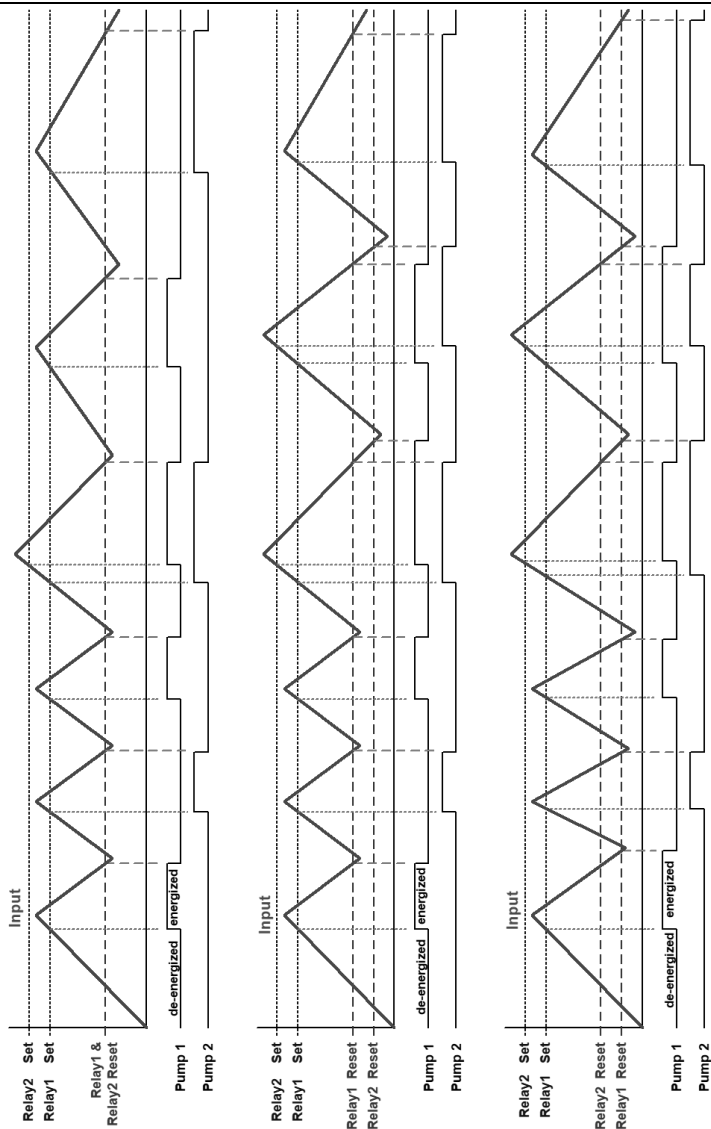 Input
Relay2 Set
Relay1 Set
Relay1 &
Relay2 Reset
de-energized energized
Pump 1
Pump 2
Input
Relay2 Set
Relay1 Set
Relay1 Reset
Relay2 Reset
de-energized energized
Pump 1
Pump 2
Input
Relay2 Set
Relay1 Set
Relay2 Reset
Relay1 Reset
de-energized energized
Pump 1
Pump 2